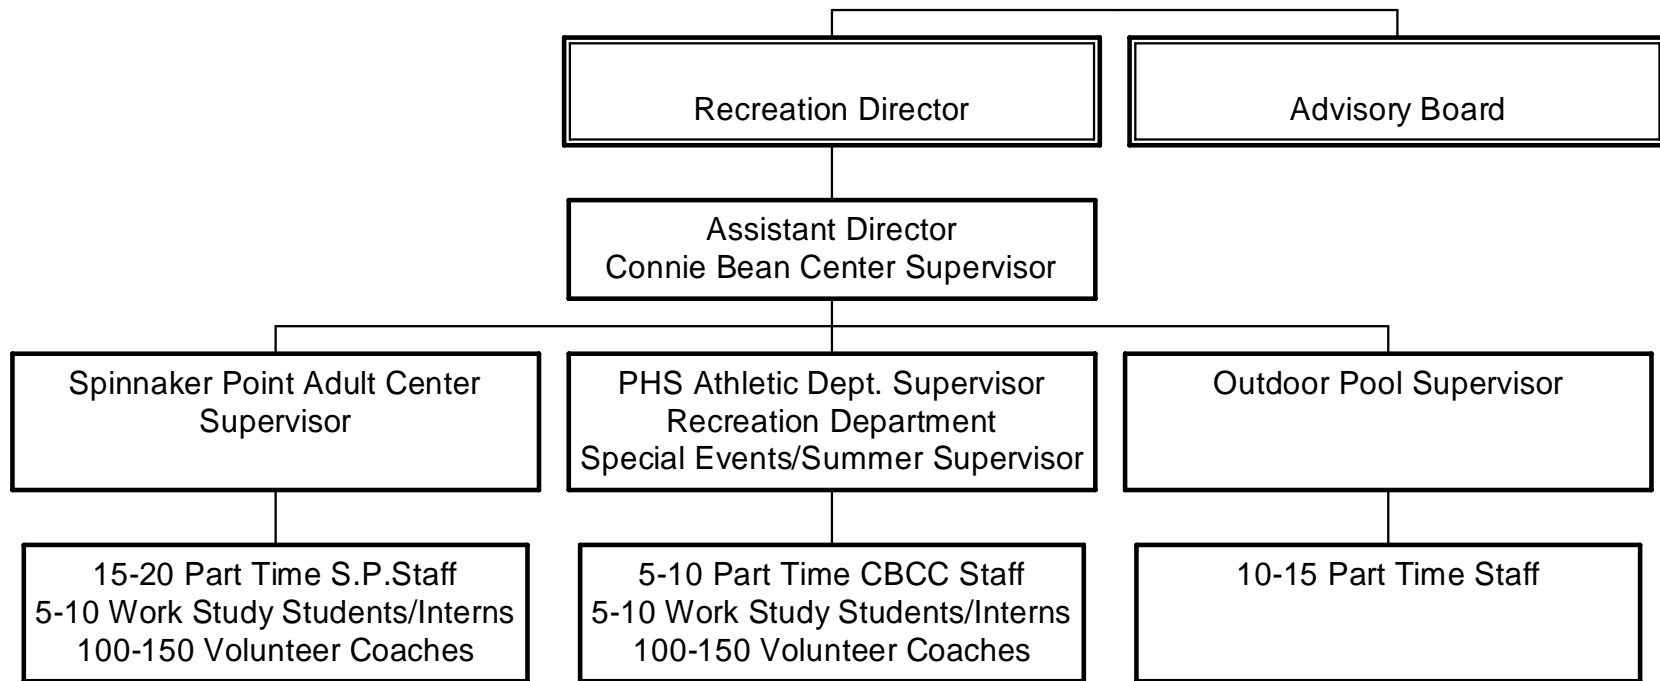 Recreation Director
Advisory Board
Assistant Director
Connie Bean Center Supervisor
Spinnaker Point Adult Center
Supervisor
PHS Athletic Dept. Supervisor
Recreation Department
Special Events/Summer Supervisor
Outdoor Pool Supervisor
15-20 Part Time S.P.Staff
5-10 Work Study Students/Interns
100-150 Volunteer Coaches
5-10 Part Time CBCC Staff
5-10 Work Study Students/Interns
100-150 Volunteer Coaches
10-15 Part Time Staff